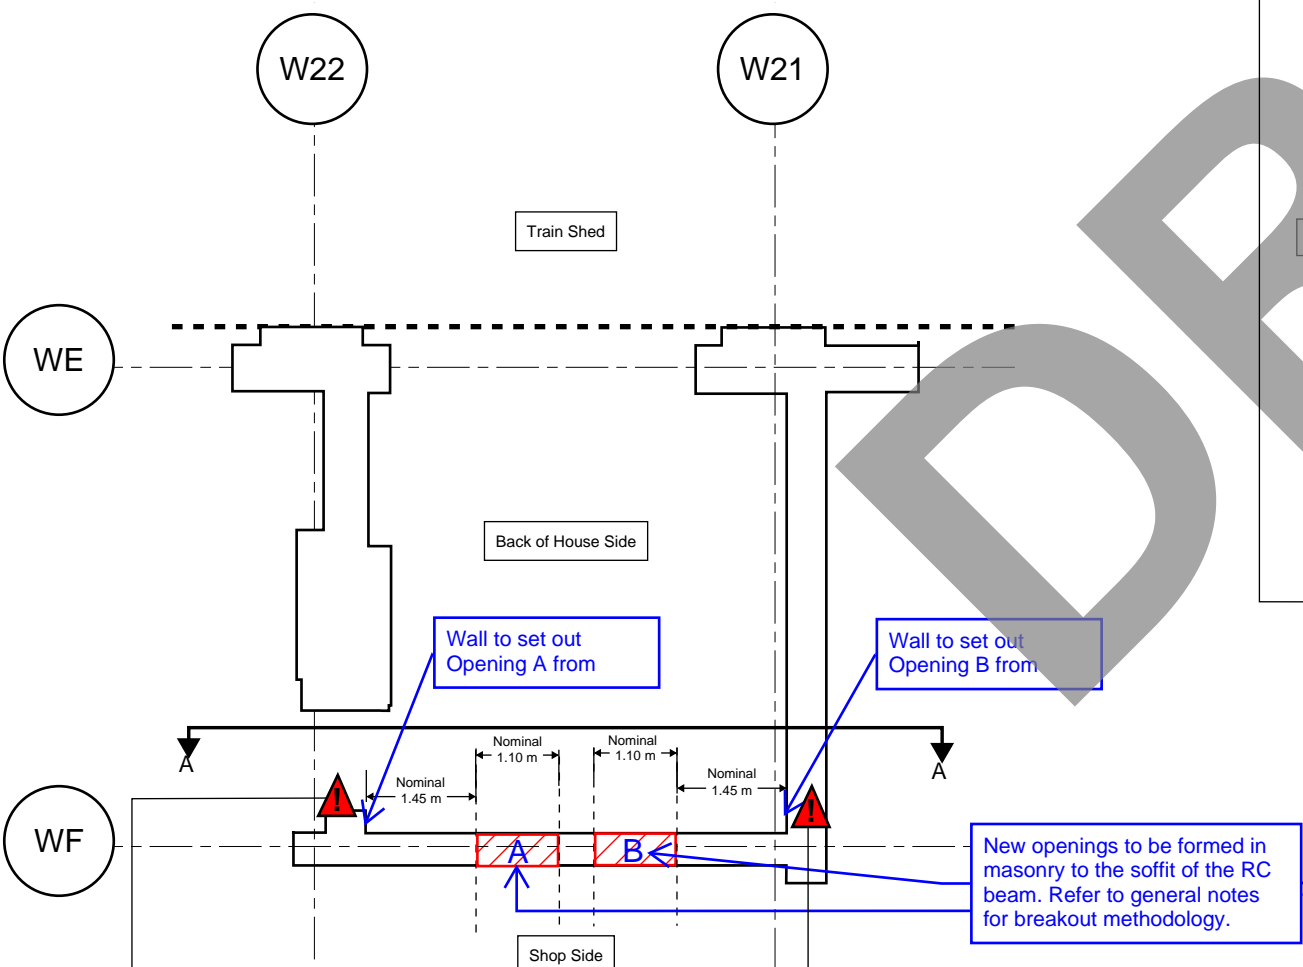 W22
W21
Train Shed
WE
Back of House Side
Wall to set out
Opening A from
Wall to set out
Opening B from
Nominal
1.10 m
Nominal
1.10 m
A
A
Nominal
1.45 m
Nominal
1.45 m
!
!
WF
A
B
New openings to be formed in
masonry to the soffit of the RC
beam. Refer to general notes
for breakout methodology.
Shop Side
DR